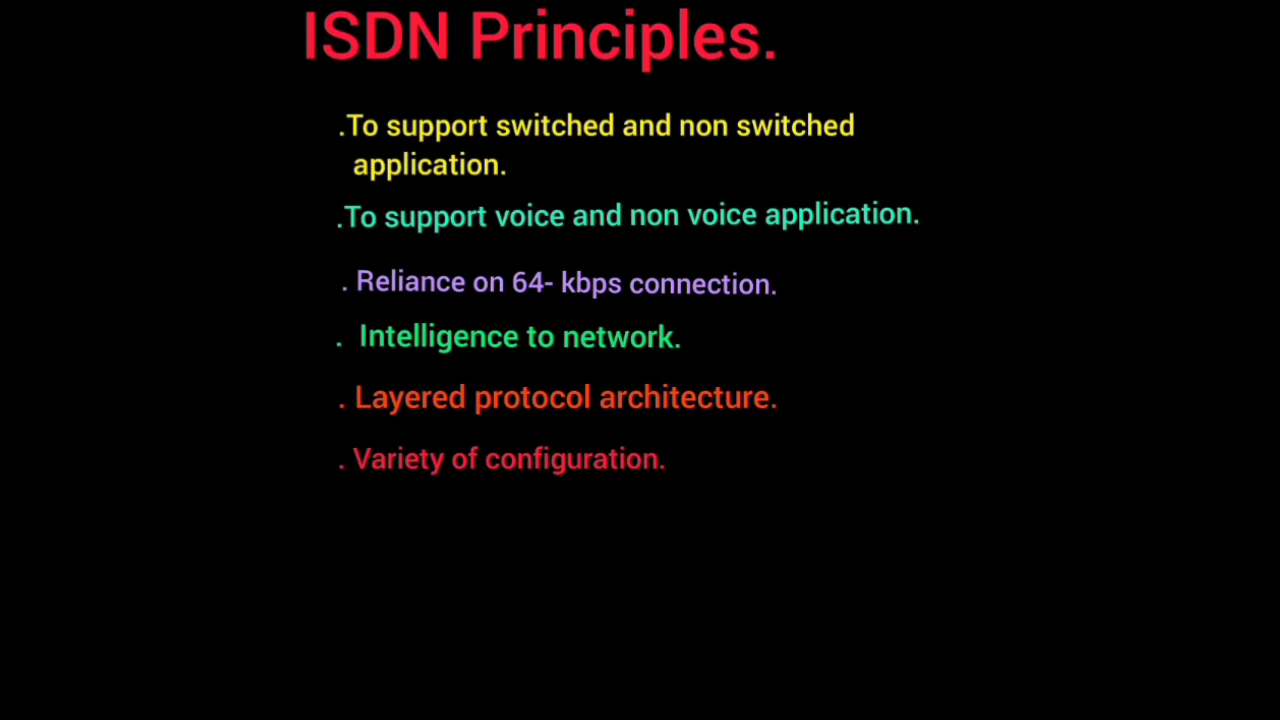 ISDN Principles.
.To support switched and non switched
application.
.To support voice and non voice application.
. Reliance on 64- kbps connection.
. Intelligence to network.
. Layered protocol architecture.
. Variety of configuration.